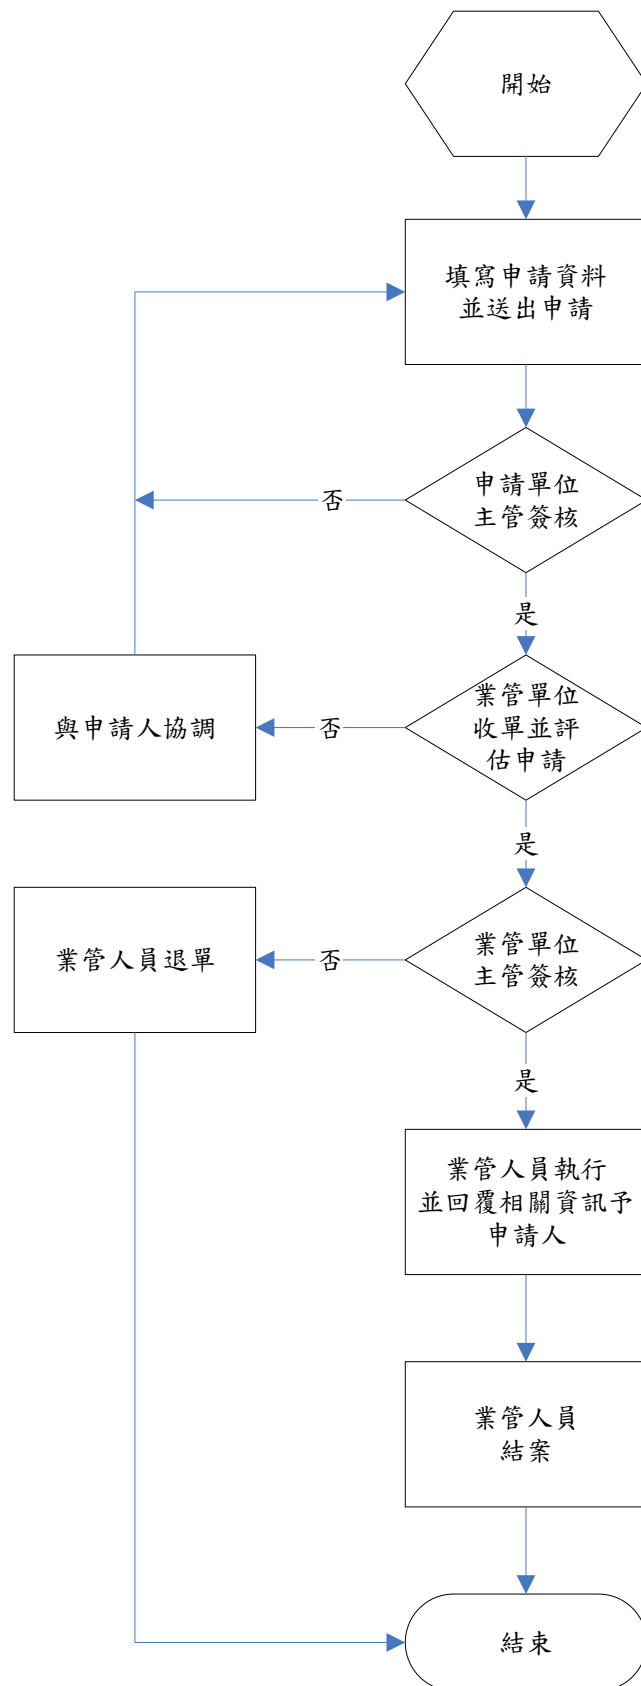 開始
填寫申請資料
並送出申請
申請單位
主管簽核
否
是
業管單位
收單並評
估申請
否
與申請人協調
是
業管單位
主管簽核
否
業管人員退單
是
業管人員執行
並回覆相關資訊予
申請人
業管人員
結案
結束